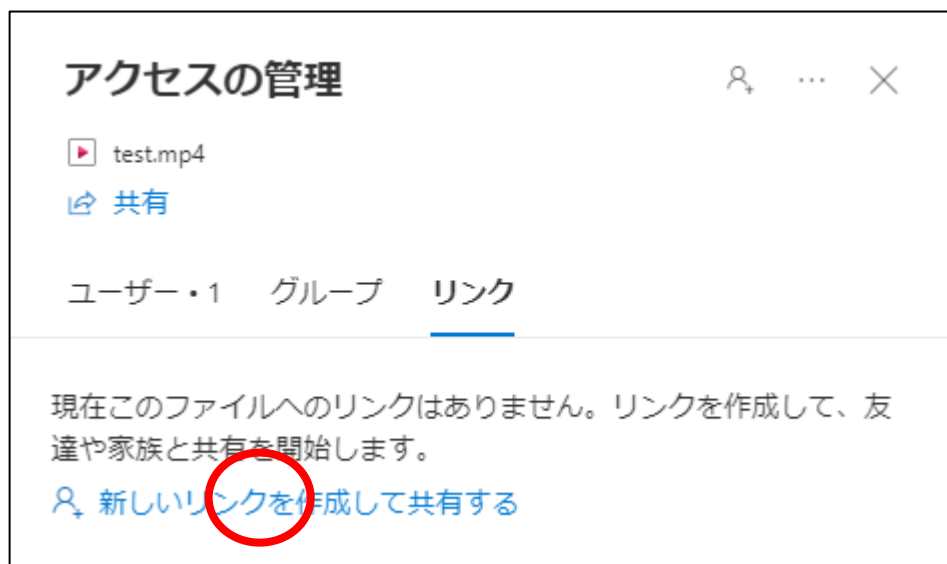 アクセスの管理
test.mp4
共有
ユーザー・1 グループ リンク
現在このファイルへのリンクはありません。リンクを作成して、友
達や家族と共有を開始します。
新しいリンクを作成して共有する